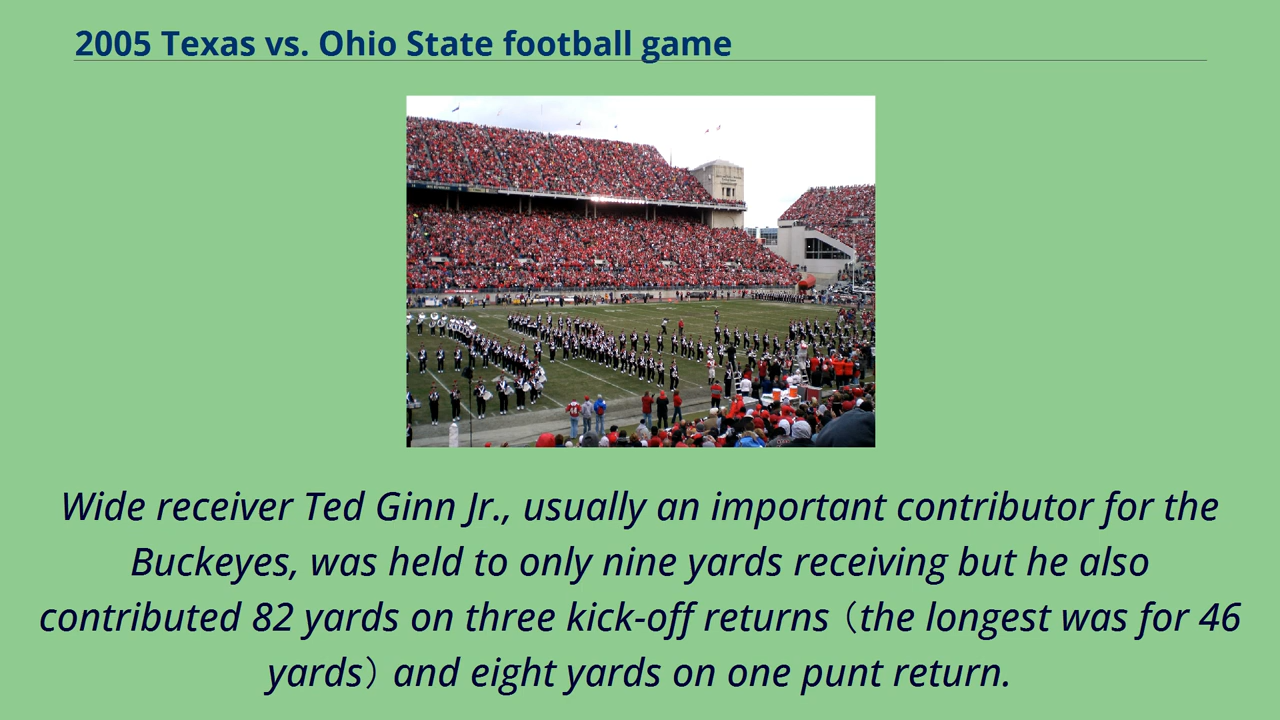 2005 Texas vs. Ohio State football game
Wide receiver Ted Ginn Jr., usually an important contributor for the
Buckeyes, was held to only nine yards receiving but he also
contributed 82 yards on three kick-off returns（the longest was for 46
yards）and eight yards on one punt return.